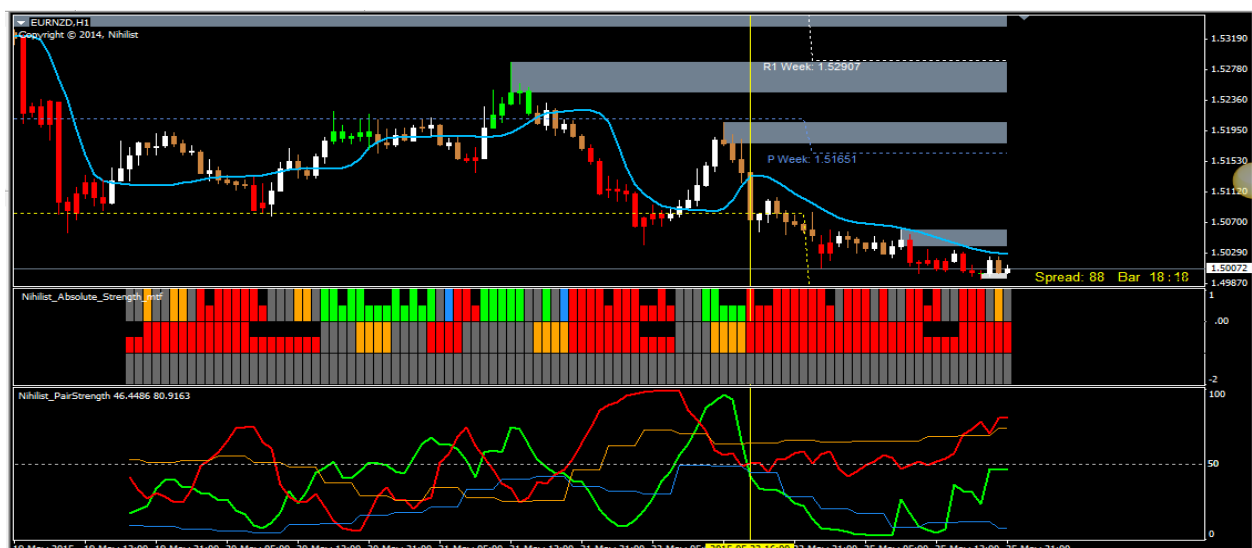 EURNZD,H1
Copyright © 2014, Nihilist
1.53190
R1 Week: 1.52907
1.52780
1.52360
1.51950
P Week: 1.51651
1.51530
1.51120
1.50700
1.50290
1.50072
Spread: 88 Bar 18:18
1.49870
Nihilist_Absolute_Strength_mtf
1
.00
-2
Nihilist_PairStrength 46.4486 80.9163
100
50
0